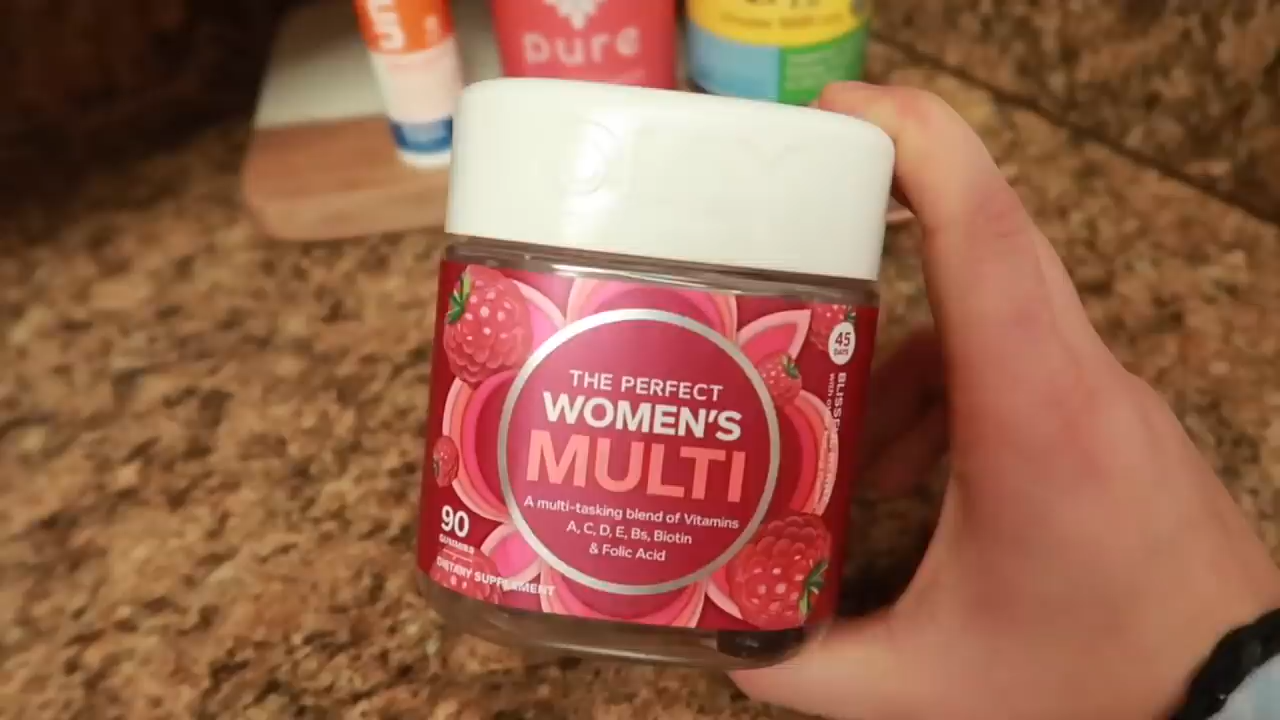 pure
THE PERFECT
WOMEN'S
MULTI
A multi-tasking blend of Vitamins
A, C, D, E, Bs, Biotin
& Folic Acid
90
GUMMIES
DIETARY SUPPLEMENT
45
DAYS